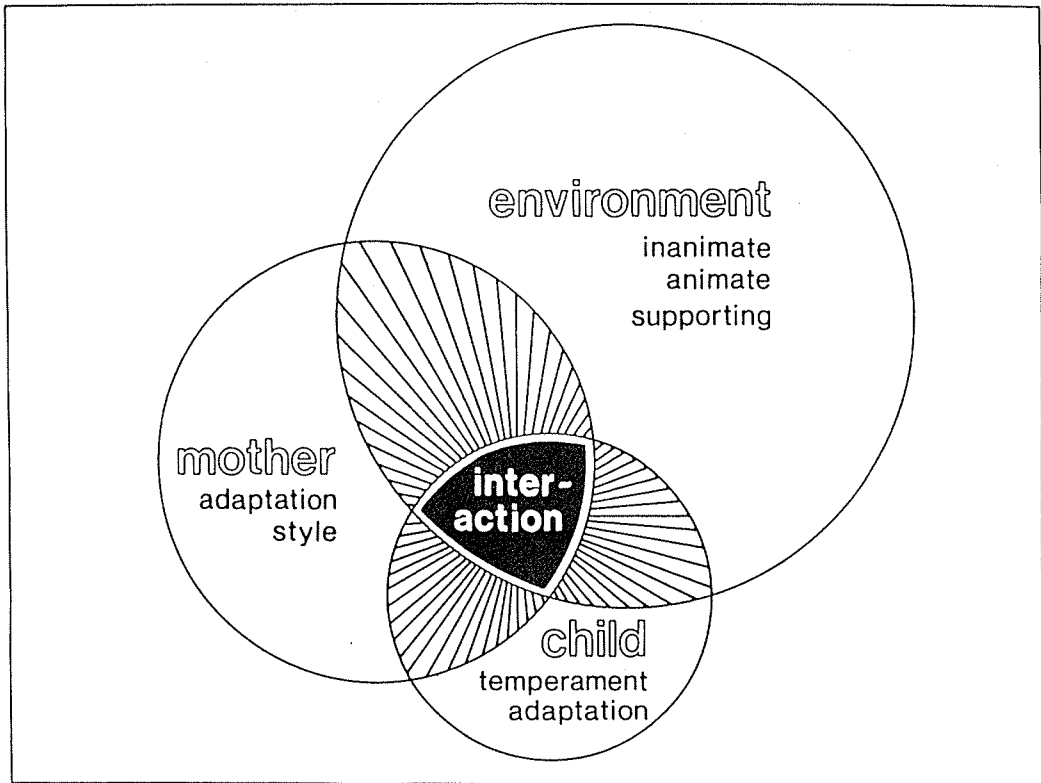 environment
inanimate
animate
supporting
mother
adaptation
style
inter-
action
child
temperament
adaptation